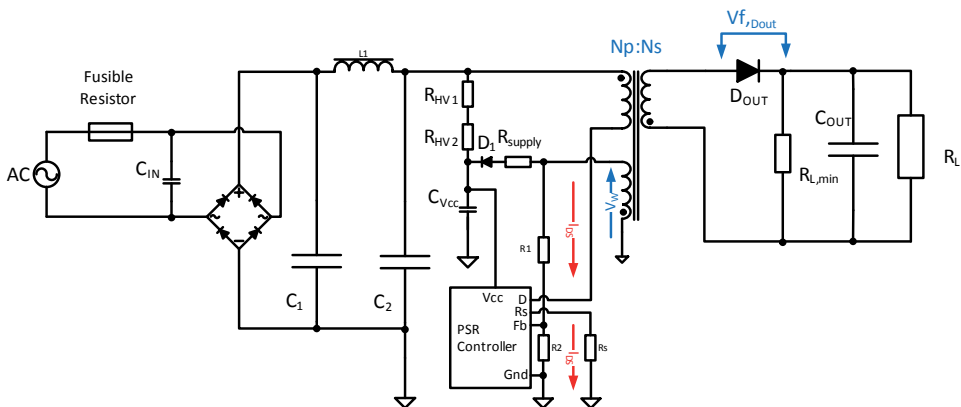 Vf,Dout
L1
Np:Ns
Fusible
Resistor
RHV1
DOUT
RHV2
D1
Rsupply
COUT
AC
CIN
RL
RL,min
CVcc
Vw
IDS
R1
C1
C2
Vcc
D
Rs
PSR
Controller
Fb
R2
IDS
Rs
Gnd